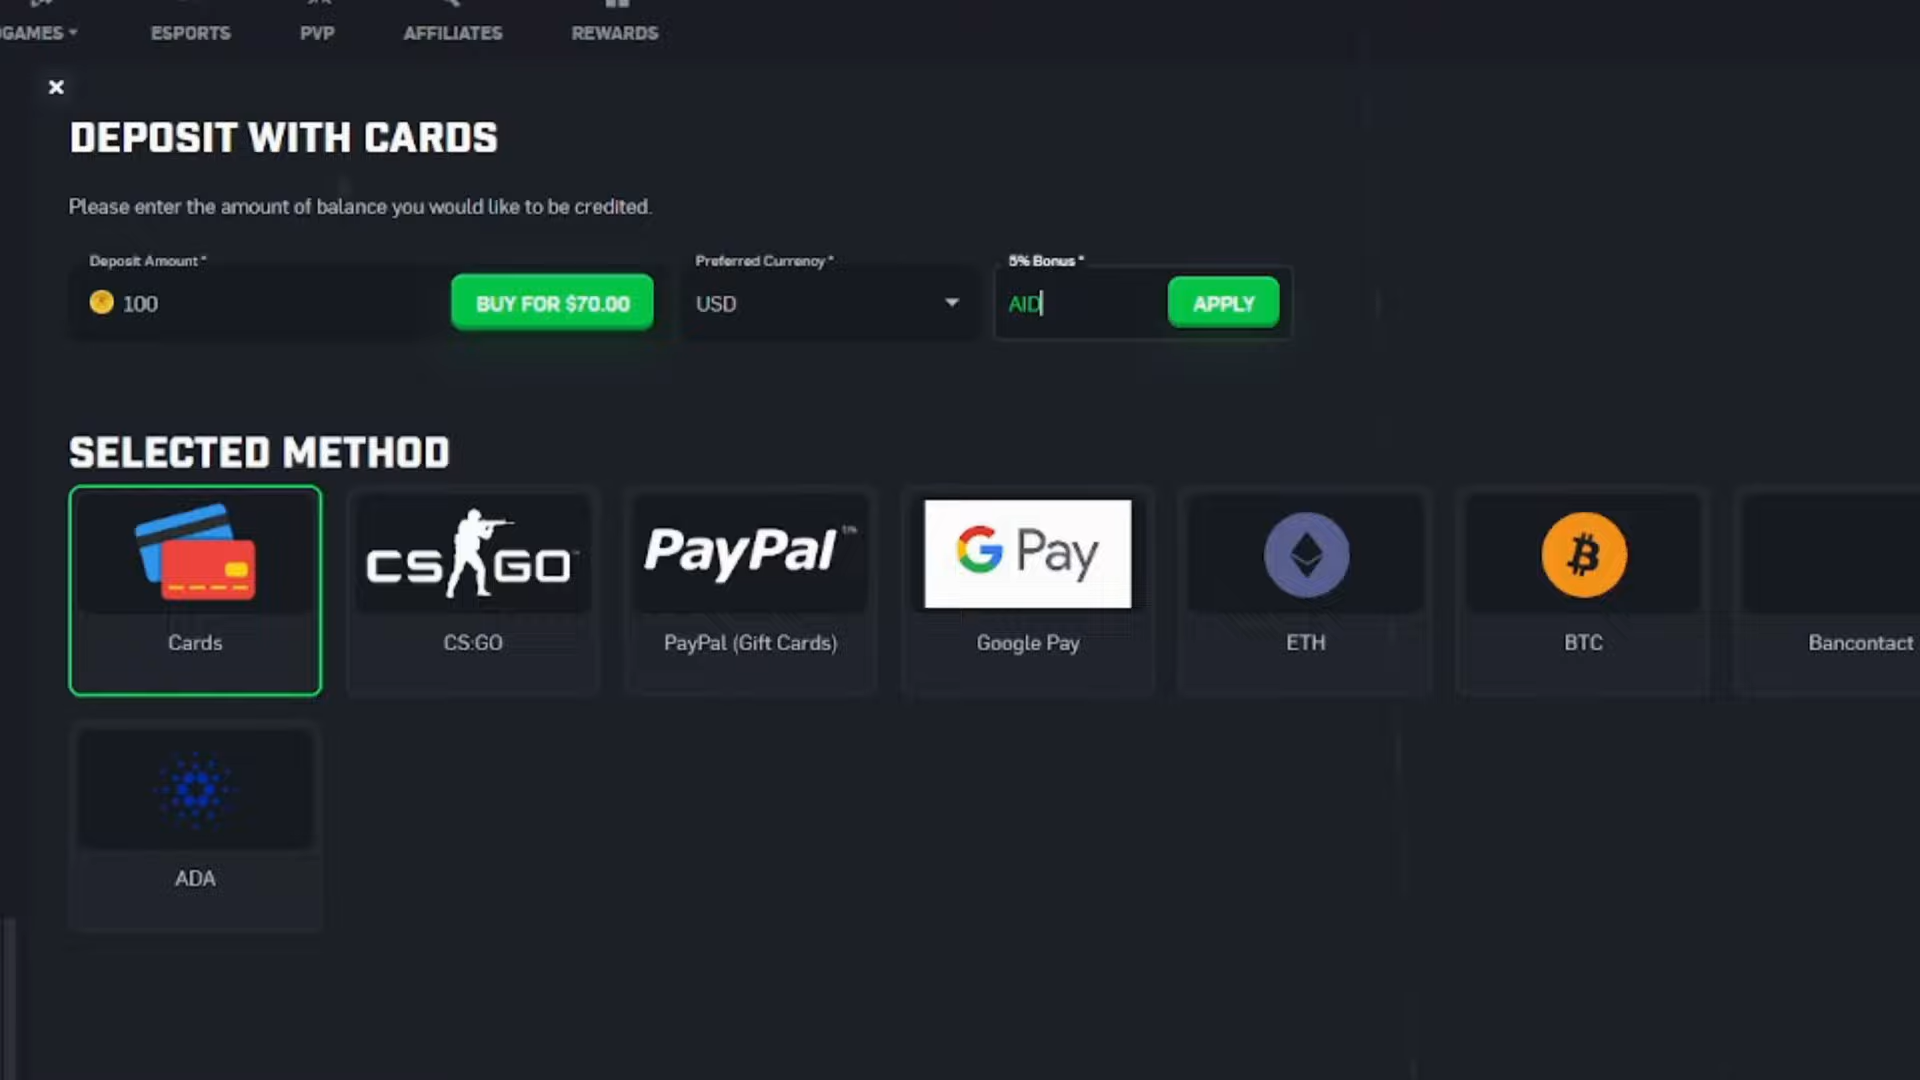 GAMES
ESPORTS
PVP
AFFILIATES
REWARDS
DEPOSIT WITH CARDS
Please enter the amount of balance you would like to be credited.
Deposit Amount *
100
BUY FOR $70.00
Preferred Currency *
USD
5% Bonus *
AID
APPLY
SELECTED METHOD
Cards
CS GO
CS:GO
PayPal™
PayPal (Gift Cards)
G Pay
Google Pay
ETH
BTC
Bancontact
ADA